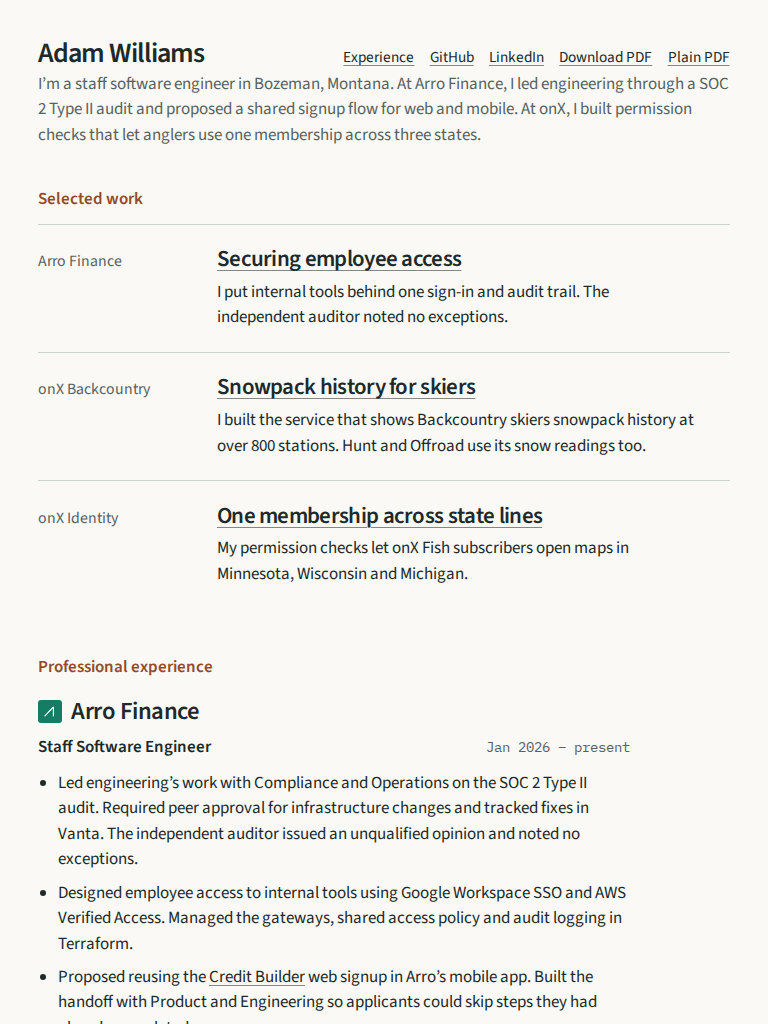 Adam Williams
Experience GitHub LinkedIn Download PDF Plain PDF
I’m a staff software engineer in Bozeman, Montana. At Arro Finance, I led engineering through a SOC
2 Type II audit and proposed a shared signup flow for web and mobile. At onX, I built permission
checks that let anglers use one membership across three states.
Selected work
Arro Finance
Securing employee access
I put internal tools behind one sign-in and audit trail. The
independent auditor noted no exceptions.
onX Backcountry
Snowpack history for skiers
I built the service that shows Backcountry skiers snowpack history at
over 800 stations. Hunt and Offroad use its snow readings too.
onX Identity
One membership across state lines
My permission checks let onX Fish subscribers open maps in
Minnesota, Wisconsin and Michigan.
Professional experience
Arro Finance
Staff Software Engineer
Jan 2026 – present
Led engineering’s work with Compliance and Operations on the SOC 2 Type II
audit. Required peer approval for infrastructure changes and tracked fixes in
Vanta. The independent auditor issued an unqualified opinion and noted no
exceptions.
Designed employee access to internal tools using Google Workspace SSO and AWS
Verified Access. Managed the gateways, shared access policy and audit logging in
Terraform.
Proposed reusing the Credit Builder web signup in Arro’s mobile app. Built the
handoff with Product and Engineering so applicants could skip steps they had